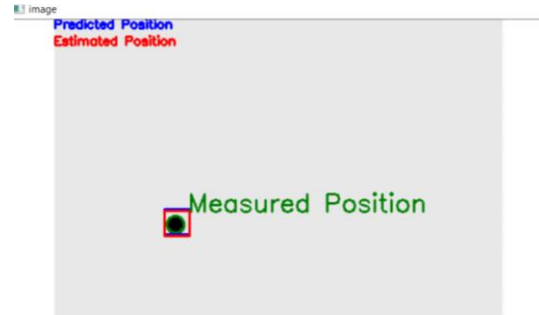 image
Predicted Position
Estimated Position
Measured Position